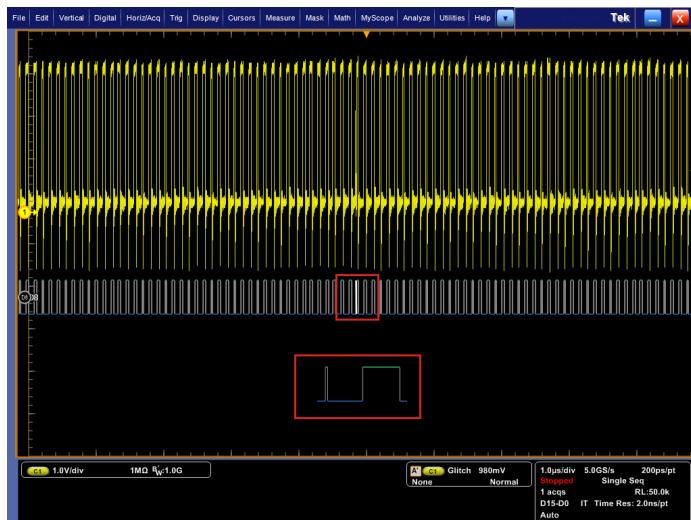 File Edit Vertical Digital Horiz/Acq Trig Display Cursors Measure Mask Math MyScope Analyze Utilities Help Tek X
1
D8 D8
C1 1.0V/div 1MΩ BW:1.0G
A' C1 Glitch 980mV
None Normal
1.0µs/div 5.0GS/s 200ps/pt
Stopped Single Seq
1 acqs RL:50.0k
D15-D0 IT Time Res: 2.0ns/pt
Auto